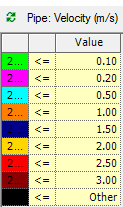 Pipe: Velocity (m/s)
Value
2... <= 0.10
2... <= 0.20
2... <= 0.50
2... <= 1.00
2... <= 1.50
2... <= 2.00
2... <= 2.50
2... <= 3.00
<= Other